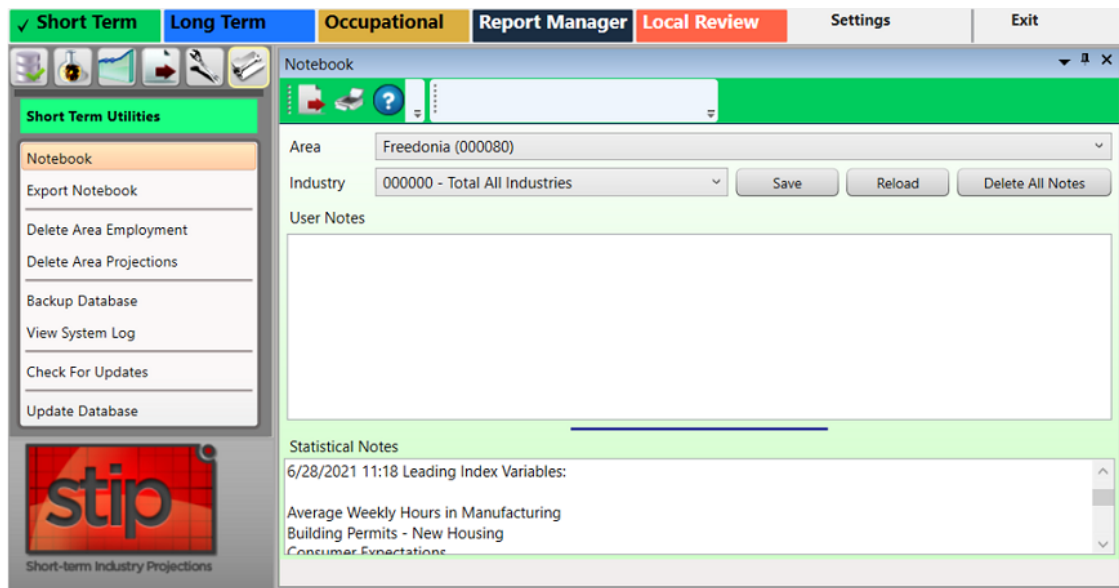 ✓ Short Term Long Term Occupational Report Manager Local Review Settings Exit
Notebook
Short Term Utilities
Notebook
Export Notebook
Delete Area Employment
Delete Area Projections
Backup Database
View System Log
Check For Updates
Update Database
stip
Short-term Industry Projections
?
Area Freedonia (000080)
Industry 000000 - Total All Industries Save Reload Delete All Notes
User Notes
Statistical Notes
6/28/2021 11:18 Leading Index Variables:
Average Weekly Hours in Manufacturing
Building Permits - New Housing
Consumer Expectations